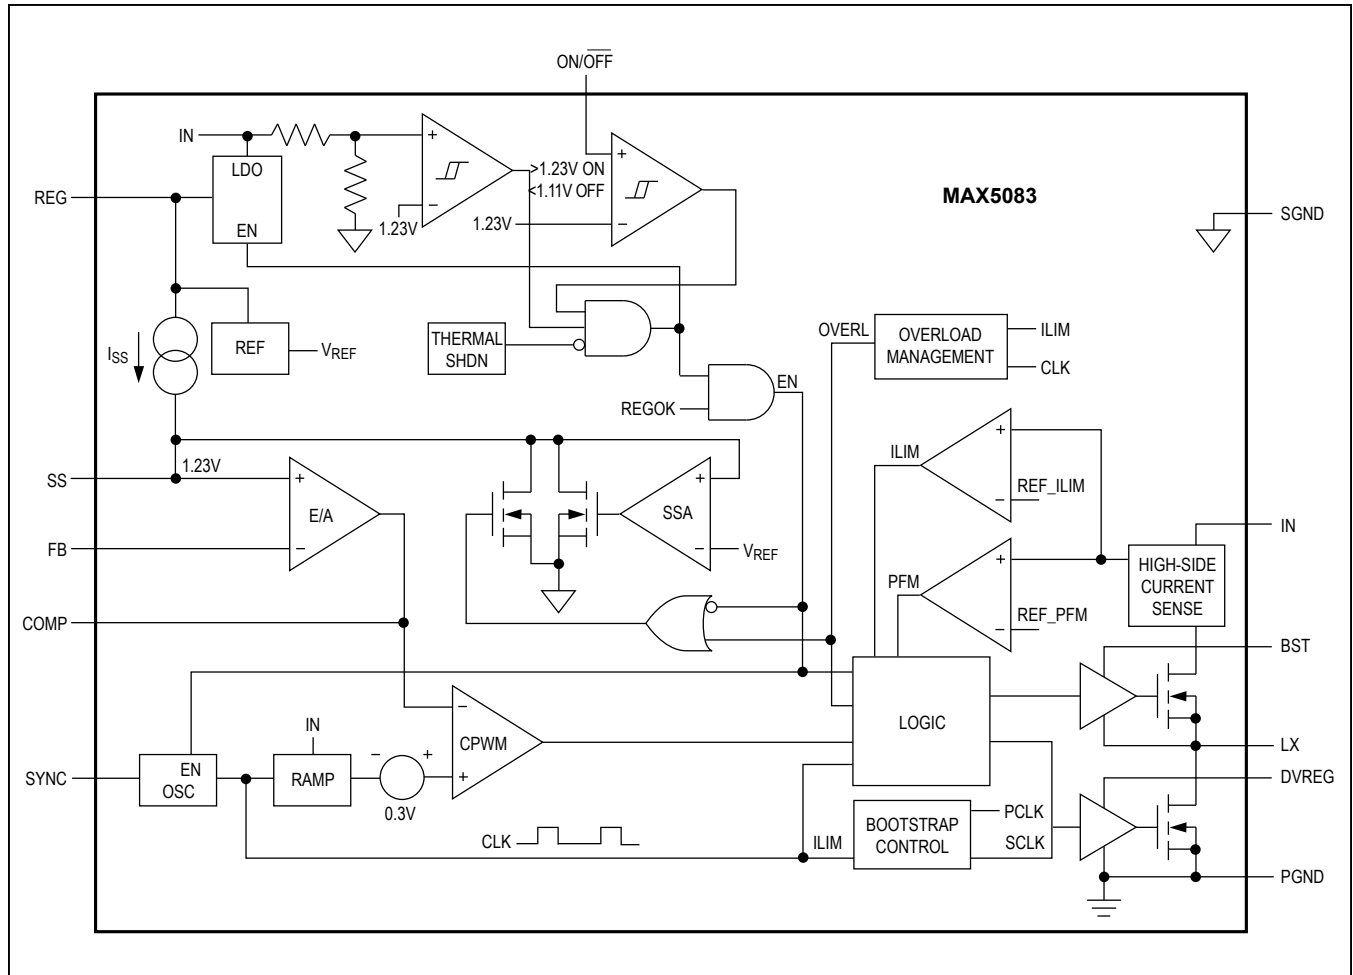 ON/OFF
IN
LDO
EN
REG
+
−
1.23V
>1.23V ON
<1.11V OFF
1.23V
+
−
MAX5083
SGND
ISS
REF
VREF
THERMAL
SHDN
OVERL
OVERLOAD
MANAGEMENT
ILIM
CLK
REGOK
EN
SS
1.23V
FB
+
−
E/A
+
−
SSA
VREF
ILIM
+
−
REF_ILIM
PFM
+
−
REF_PFM
HIGH-SIDE
CURRENT
SENSE
IN
COMP
BST
LOGIC
LX
−
+
CPWM
IN
SYNC
EN
OSC
RAMP
−
+
0.3V
DVREG
CLK
ILIM
BOOTSTRAP
CONTROL
PCLK
SCLK
PGND